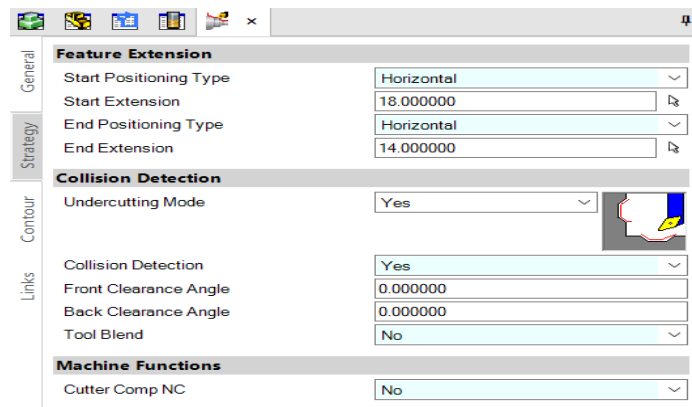 Feature Extension
Start Positioning Type Horizontal
Start Extension 18.000000
End Positioning Type Horizontal
End Extension 14.000000
Collision Detection
Undercutting Mode Yes
Collision Detection Yes
Front Clearance Angle 0.000000
Back Clearance Angle 0.000000
Tool Blend No
Machine Functions
Cutter Comp NC No
General
Strategy
Contour
Links